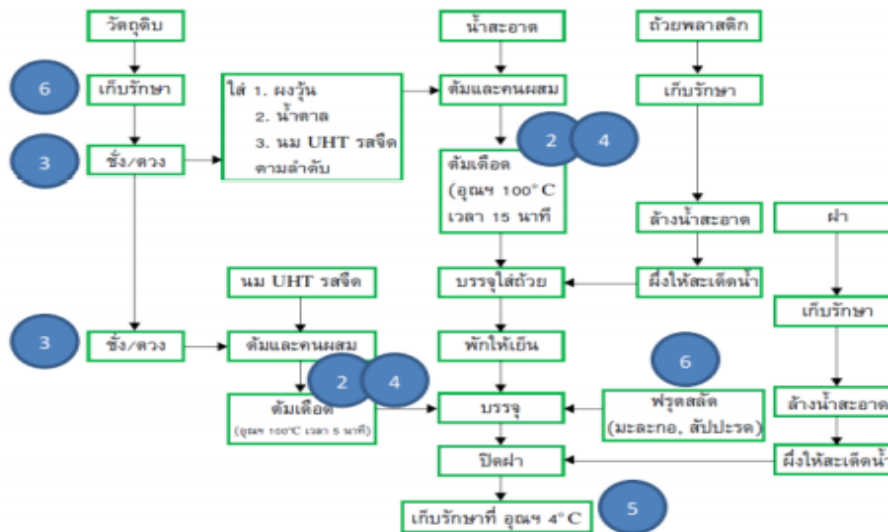 วัตถุดิบ
น้ำสะอาด
ถ้วยพลาสติก
6
เก็บรักษา
ใส่ 1. ผงวุ้น
2. น้ำตาล
3. นม UHT รสจืด
ตามลำดับ
ต้มและคนผสม
เก็บรักษา
3
ชั่ง/ตวง
2
4
ต้มเดือด
(อุณฯ 100°C
เวลา 15 นาที
ล้างน้ำสะอาด
ฝา
นม UHT รสจืด
บรรจุใส่ถ้วย
ผึ่งให้สะเด็ดน้ำ
เก็บรักษา
3
ชั่ง/ตวง
ต้มและคนผสม
พักให้เย็น
6
2
4
ต้มเดือด
(อุณฯ 100°C เวลา 5 นาที)
บรรจุ
ฟรุตสลัด
(มะละกอ, สัปปะรด)
ล้างน้ำสะอาด
ปิดฝา
ผึ่งให้สะเด็ดน้ำ
เก็บรักษาที่ อุณฯ 4°C
5